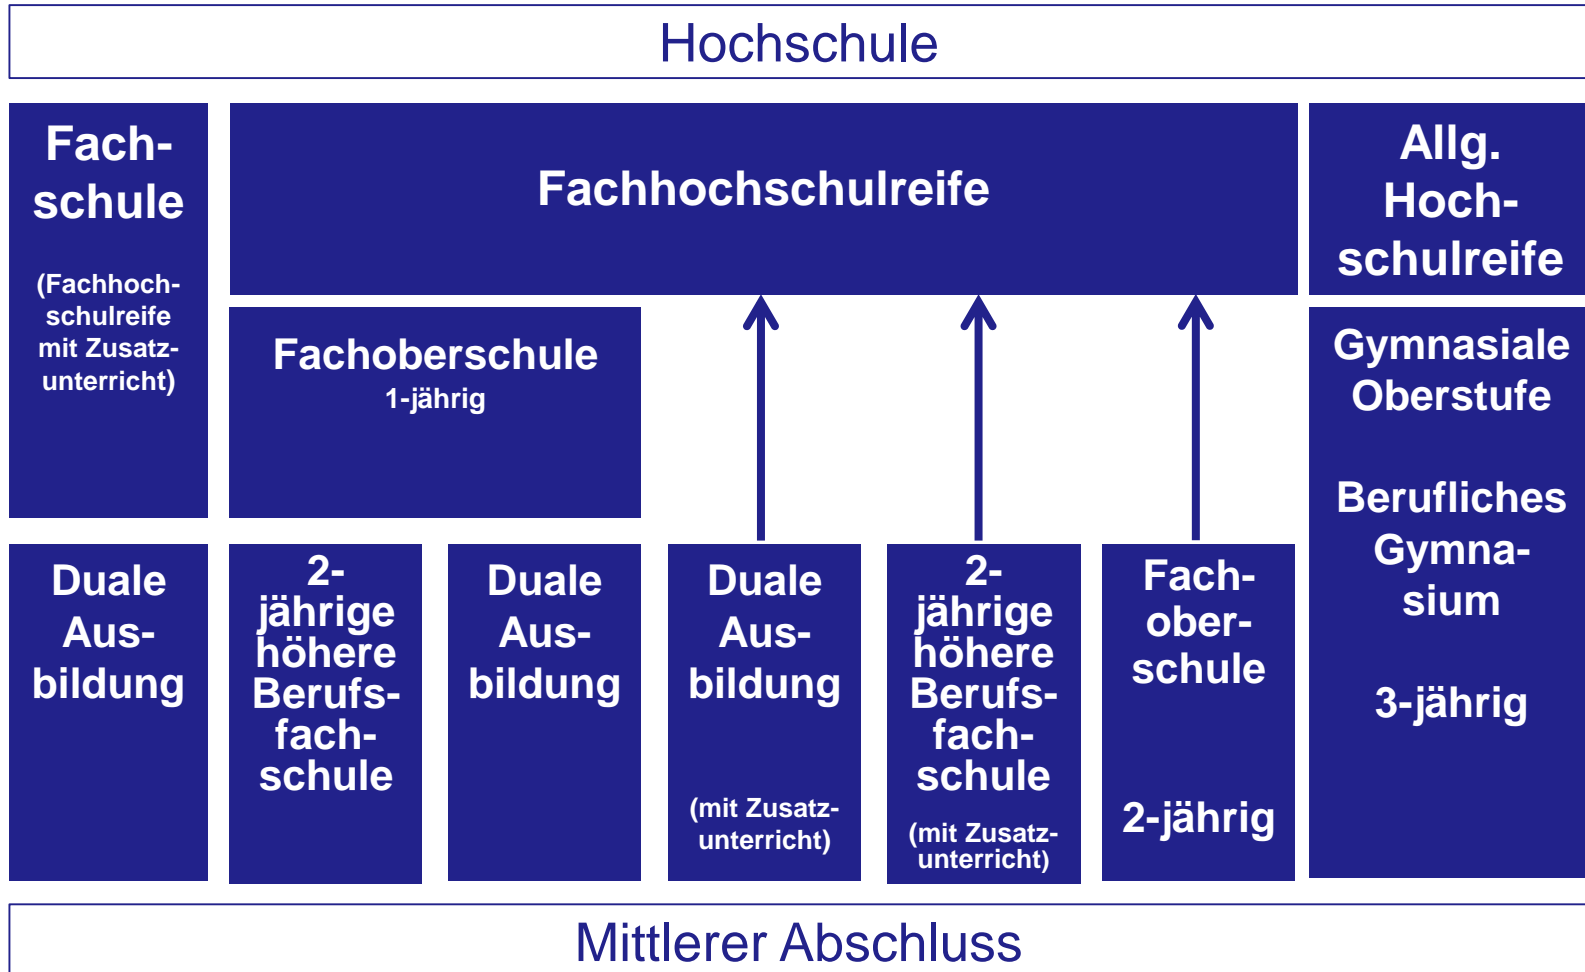 Hochschule
Fach-
schule
(Fachhoch-
schulreife
mit Zusatz-
unterricht)
Fachhochschulreife
Allg.
Hoch-
schulreife
Fachoberschule
1-jährig
Gymnasiale
Oberstufe
Berufliches
Gymna-
sium
3-jährig
Duale
Aus-
bildung
2-
jährige
höhere
Berufs-
fach-
schule
Duale
Aus-
bildung
Duale
Aus-
bildung
(mit Zusatz-
unterricht)
2-
jährige
höhere
Berufs-
fach-
schule
(mit Zusatz-
unterricht)
Fach-
ober-
schule
2-jährig
Mittlerer Abschluss